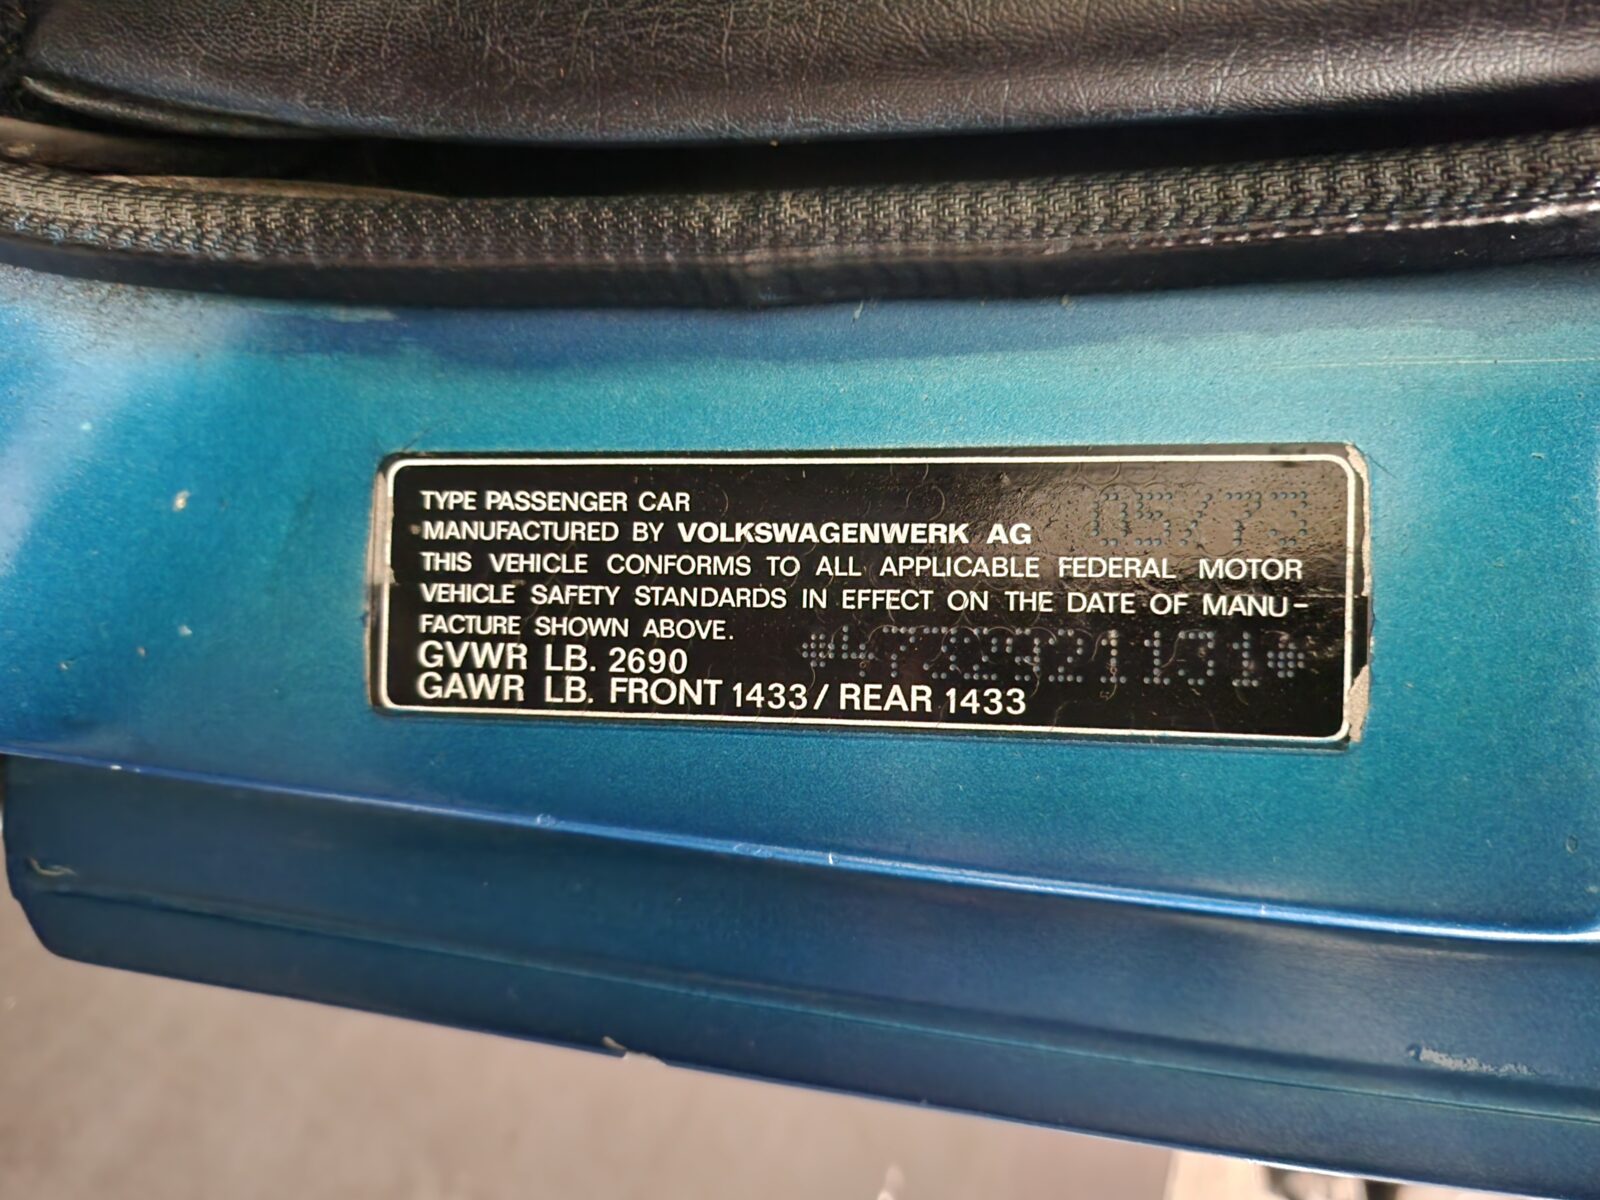 TYPE PASSENGER CAR 05/73
MANUFACTURED BY VOLKSWAGENWERK AG
THIS VEHICLE CONFORMS TO ALL APPLICABLE FEDERAL MOTOR
VEHICLE SAFETY STANDARDS IN EFFECT ON THE DATE OF MANU-
FACTURE SHOWN ABOVE.
GVWR LB. 2690
GAWR LB. FRONT 1433/ REAR 1433